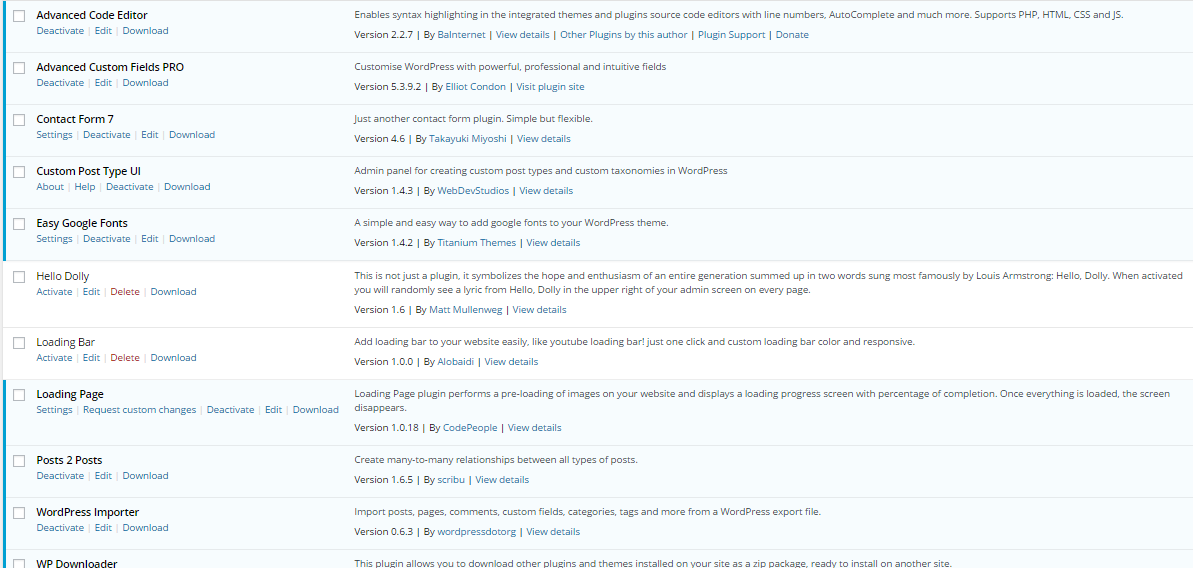 Advanced Code Editor
Enables syntax highlighting in the integrated themes and plugins source code editors with line numbers, AutoComplete and much more. Supports PHP, HTML, CSS and JS.
Deactivate | Edit | Download
Version 2.2.7 | By BaInternet | View details | Other Plugins by this author | Plugin Support | Donate
Advanced Custom Fields PRO
Customise WordPress with powerful, professional and intuitive fields
Deactivate | Edit | Download
Version 5.3.9.2 | By Elliot Condon | Visit plugin site
Contact Form 7
Just another contact form plugin. Simple but flexible.
Settings | Deactivate | Edit | Download
Version 4.6 | By Takayuki Miyoshi | View details
Custom Post Type UI
Admin panel for creating custom post types and custom taxonomies in WordPress
About | Help | Deactivate | Download
Version 1.4.3 | By WebDevStudios | View details
Easy Google Fonts
A simple and easy way to add google fonts to your WordPress theme.
Settings | Deactivate | Edit | Download
Version 1.4.2 | By Titanium Themes | View details
Hello Dolly
This is not just a plugin, it symbolizes the hope and enthusiasm of an entire generation summed up in two words sung most famously by Louis Armstrong: Hello, Dolly. When activated
Activate | Edit | Delete | Download
you will randomly see a lyric from Hello, Dolly in the upper right of your admin screen on every page.
Version 1.6 | By Matt Mullenweg | View details
Loading Bar
Add loading bar to your website easily, like youtube loading bar! just one click and custom loading bar color and responsive.
Activate | Edit | Delete | Download
Version 1.0.0 | By Alobaidi | View details
Loading Page
Loading Page plugin performs a pre-loading of images on your website and displays a loading progress screen with percentage of completion. Once everything is loaded, the screen
Settings | Request custom changes | Deactivate | Edit | Download
disappears.
Version 1.0.18 | By CodePeople | View details
Posts 2 Posts
Create many-to-many relationships between all types of posts.
Deactivate | Edit | Download
Version 1.6.5 | By scribu | View details
WordPress Importer
Import posts, pages, comments, custom fields, categories, tags and more from a WordPress export file.
Deactivate | Edit | Download
Version 0.6.3 | By wordpressdotorg | View details
WP Downloader
This plugin allows you to download other plugins and themes installed on your site as a zip package, ready to install on another site.